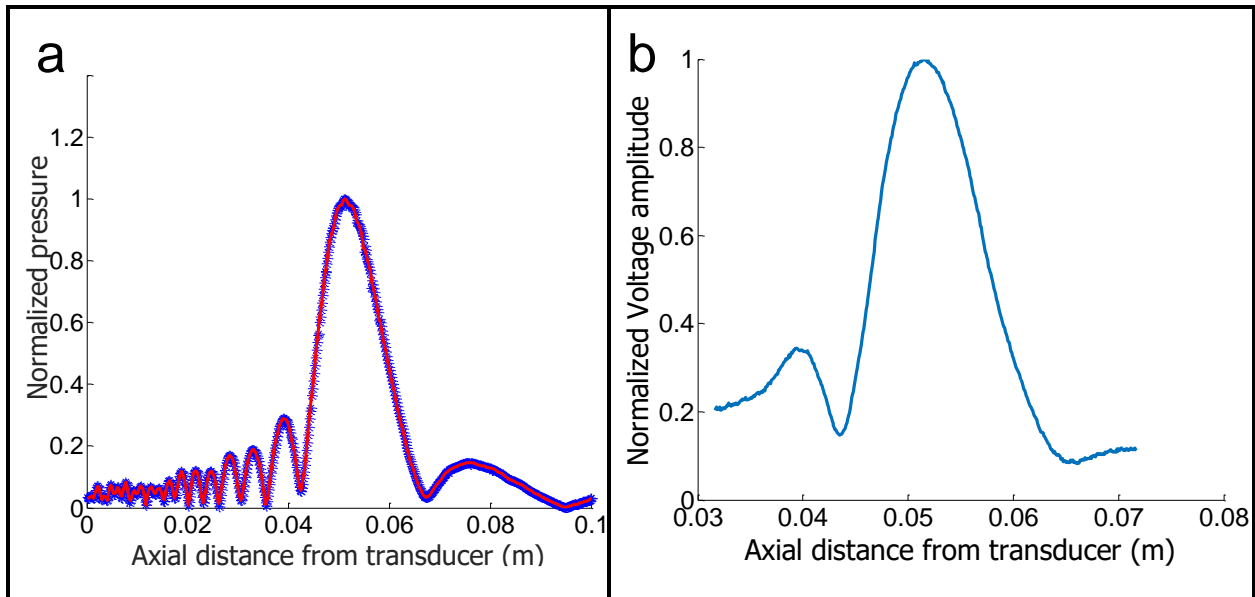 a
Normalized pressure
1.2
1
0.8
0.6
0.4
0.2
0
0 0.02 0.04 0.06 0.08 0.1
Axial distance from transducer (m)
b
Normalized Voltage amplitude
1
0.8
0.6
0.4
0.2
0
0.03 0.04 0.05 0.06 0.07 0.08
Axial distance from transducer (m)